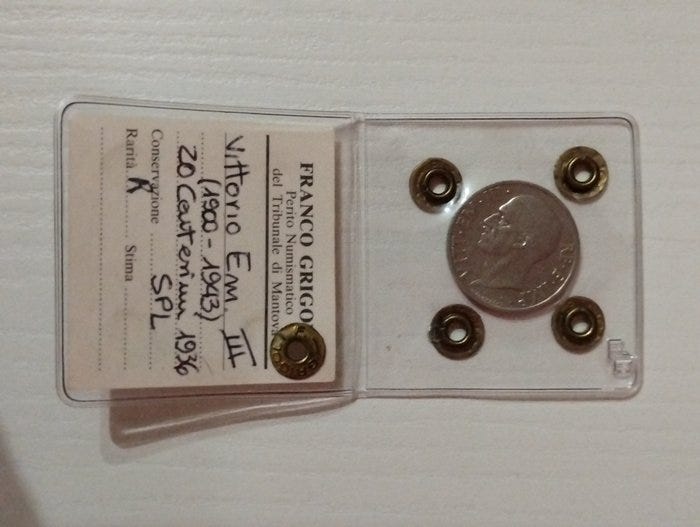 FRANCO GRIGO
Perito Numismatico
del Tribunale di Mantova
Vittorio Em. III
(1900-1943)
20 Centesimi 1936
Conservazione SPL
Rarità R Stima